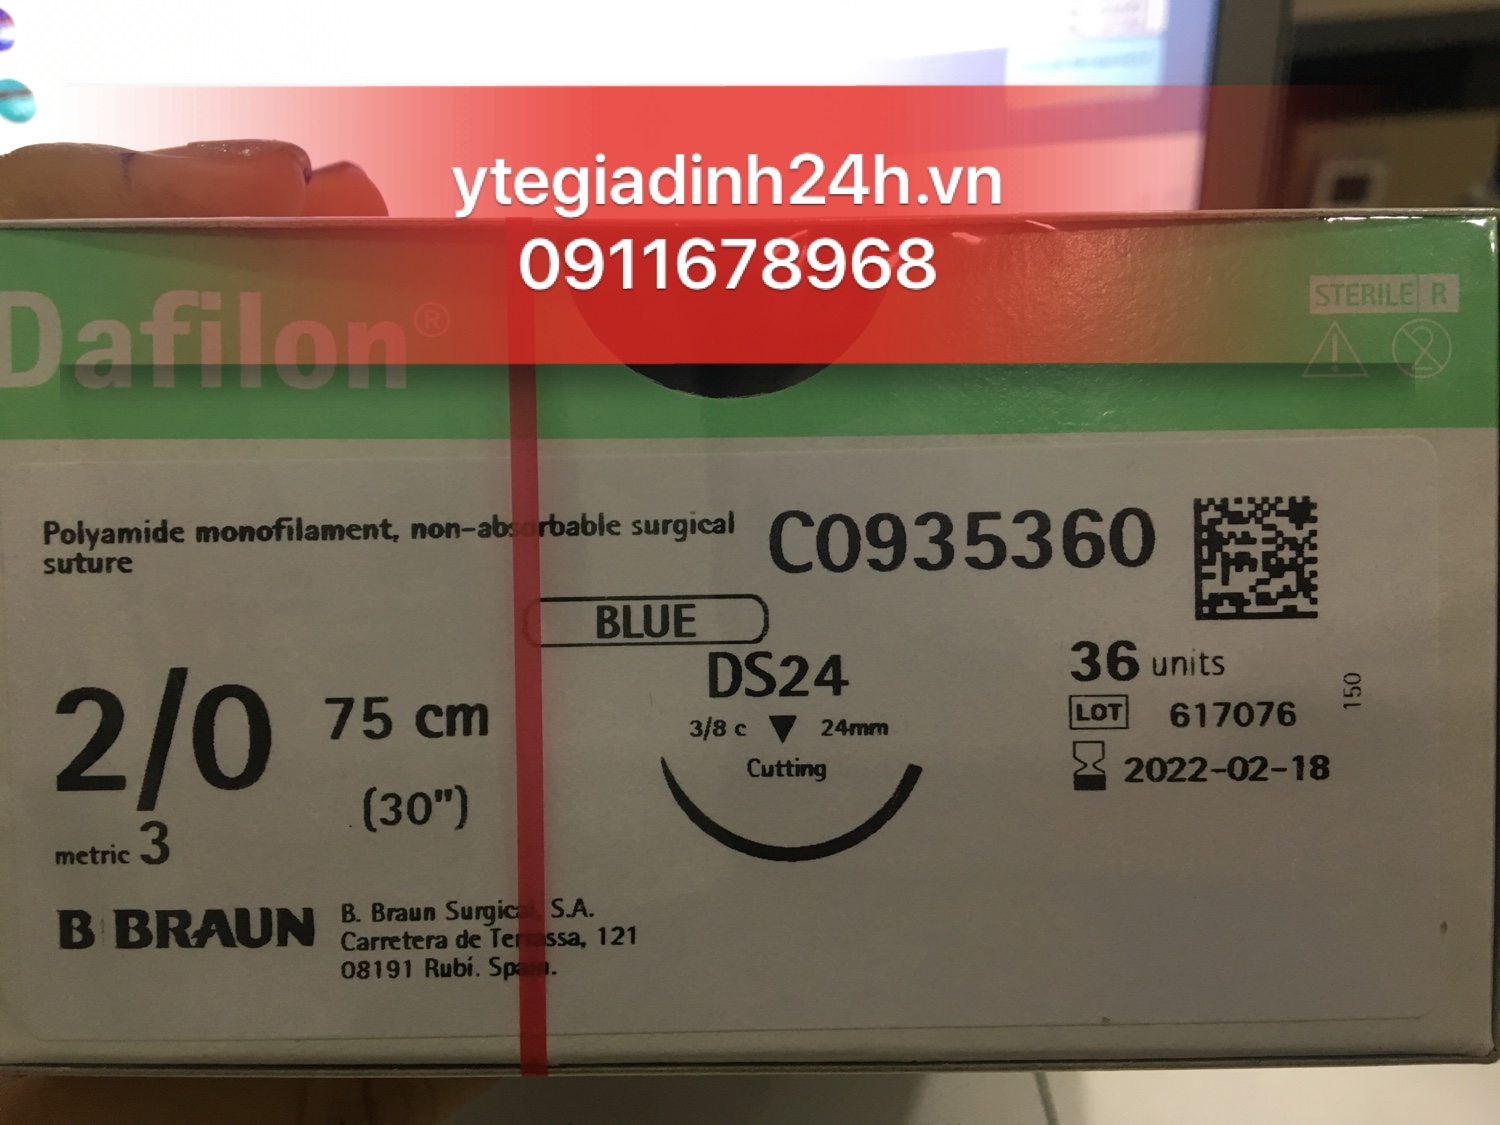 ytegiadinh24h.vn
0911678968
Dafilon®
STERILE R
2
Polyamide monofilament, non-absorbable surgical
suture
C0935360
BLUE
DS24
3/8 c 24mm
Cutting
2/0 75 cm
(30")
metric 3
36 units
LOT 617076
2022-02-18
150
B BRAUN
B. Braun Surgical, S.A.
Carretera de Terrassa, 121
08191 Rubí. Spain.